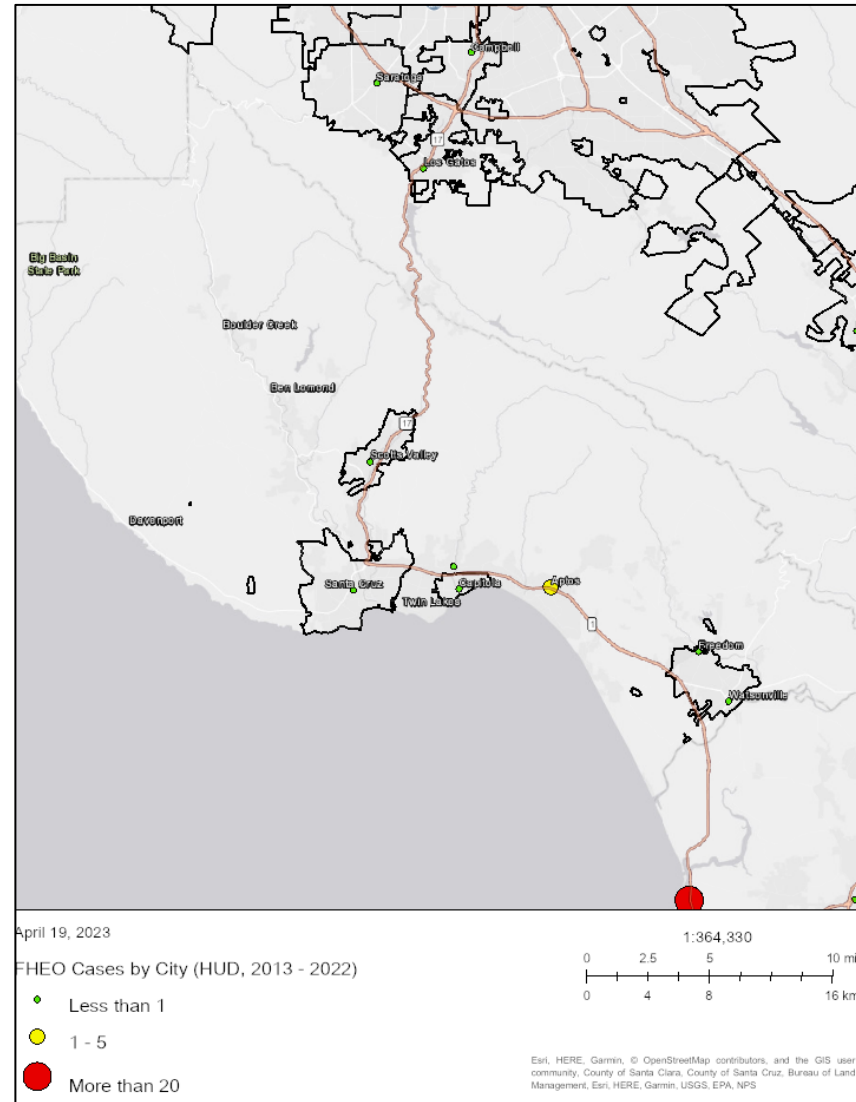 Campbell
Saratoga
17
Los Gatos
Big Basin
State Park
Boulder Creek
Ben Lomond
17
Scotts Valley
Davenport
Santa Cruz
Capitola
Aptos
Twin Lakes
1
Freedom
Watsonville
April 19, 2023
1:364,330
0 2.5 5 10 mi
0 4 8 16 km
FHEO Cases by City (HUD, 2013 - 2022)
Less than 1
1 - 5
More than 20
Esri, HERE, Garmin, © OpenStreetMap contributors, and the GIS user
community, County of Santa Clara, County of Santa Cruz, Bureau of Land
Management, Esri, HERE, Garmin, USGS, EPA, NPS